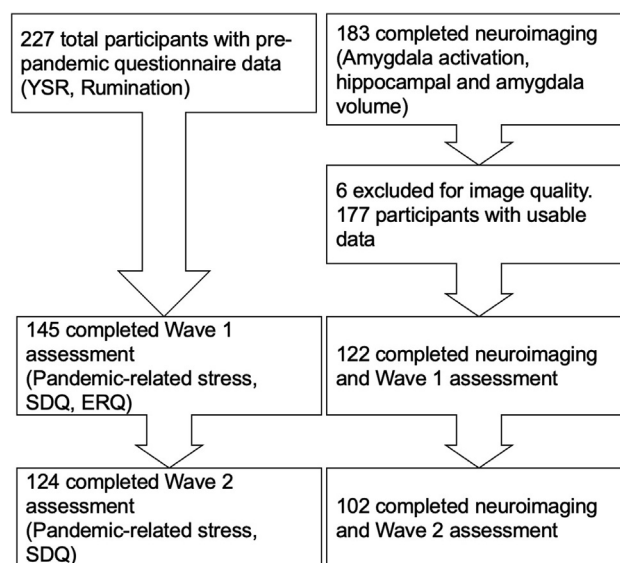 227 total participants with pre-
pandemic questionnaire data
(YSR, Rumination)
183 completed neuroimaging
(Amygdala activation,
hippocampal and amygdala
volume)
6 excluded for image quality.
177 participants with usable
data
145 completed Wave 1
assessment
(Pandemic-related stress,
SDQ, ERQ)
122 completed neuroimaging
and Wave 1 assessment
124 completed Wave 2
assessment
(Pandemic-related stress,
SDQ)
102 completed neuroimaging
and Wave 2 assessment